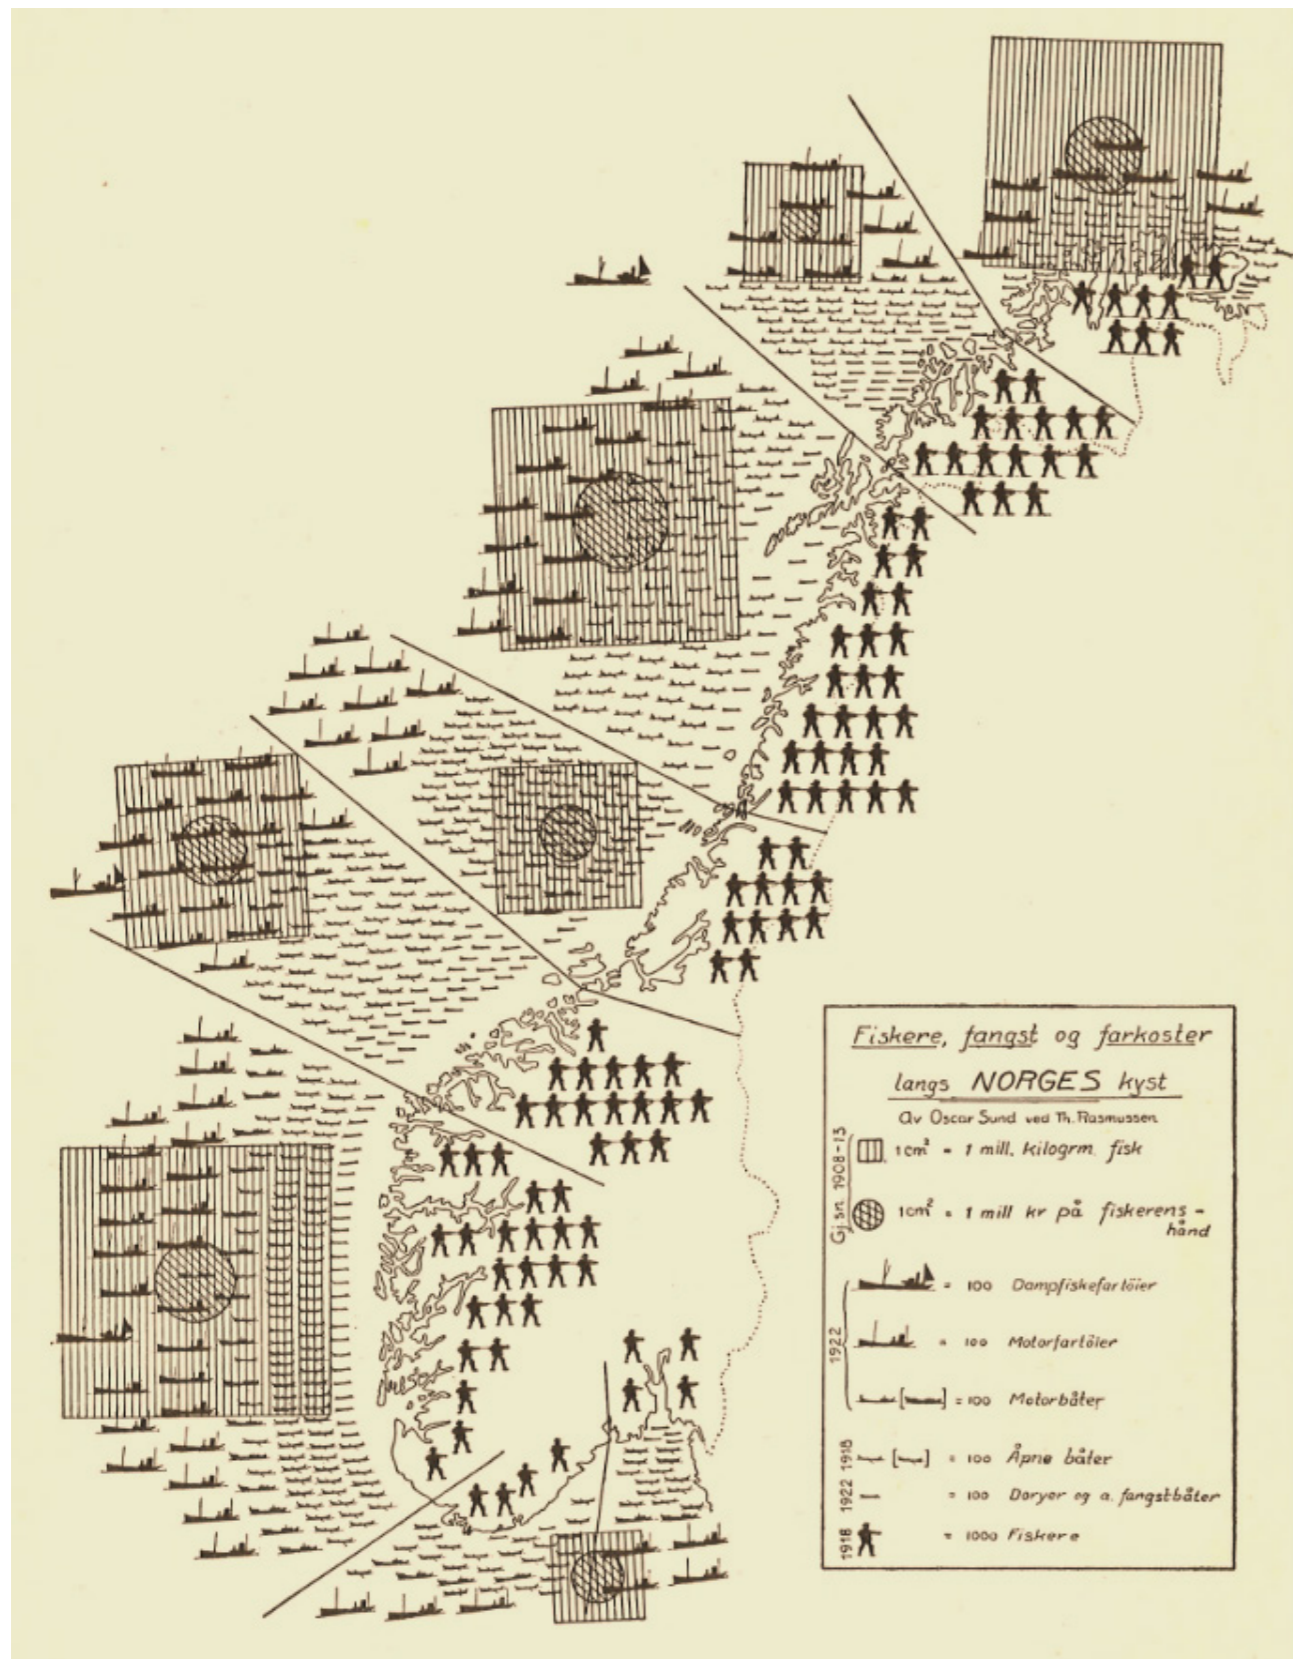 Fiskere, fangst og farkoster
langs NORGES kyst
Av Oscar Sund ved Th. Rasmussen
Gj.sn. 1908-13
1cm² = 1 mill. kilogrm. fisk
1cm² = 1 mill kr på fiskerens-
hånd
1922
= 100 Dampfiskefartöier
= 100 Motorfartöier
[ ] = 100 Motorbåter
1918 [ ] = 100 Åpne båter
1922 = 100 Doryer og a. fangstbåter
1918 = 1000 Fiskere